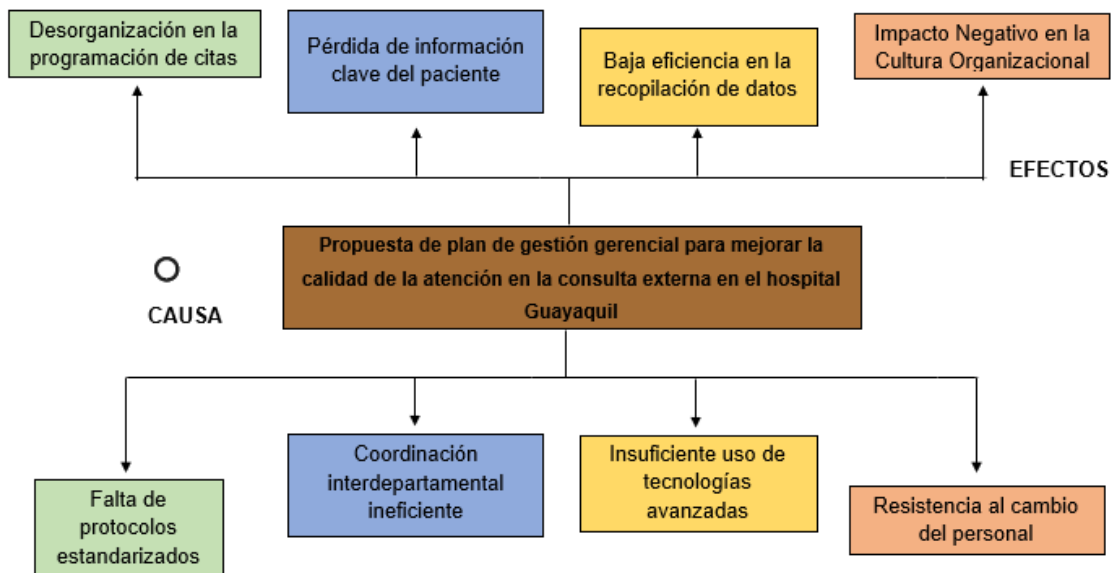 Desorganización en la
programación de citas
Pérdida de información
clave del paciente
Baja eficiencia en la
recopilación de datos
Impacto Negativo en la
Cultura Organizacional
EFECTOS
Propuesta de plan de gestión gerencial para mejorar la
calidad de la atención en la consulta externa en el hospital
Guayaquil
CAUSA
Falta de
protocolos
estandarizados
Coordinación
interdepartamental
ineficiente
Insuficiente uso de
tecnologías
avanzadas
Resistencia al cambio
del personal